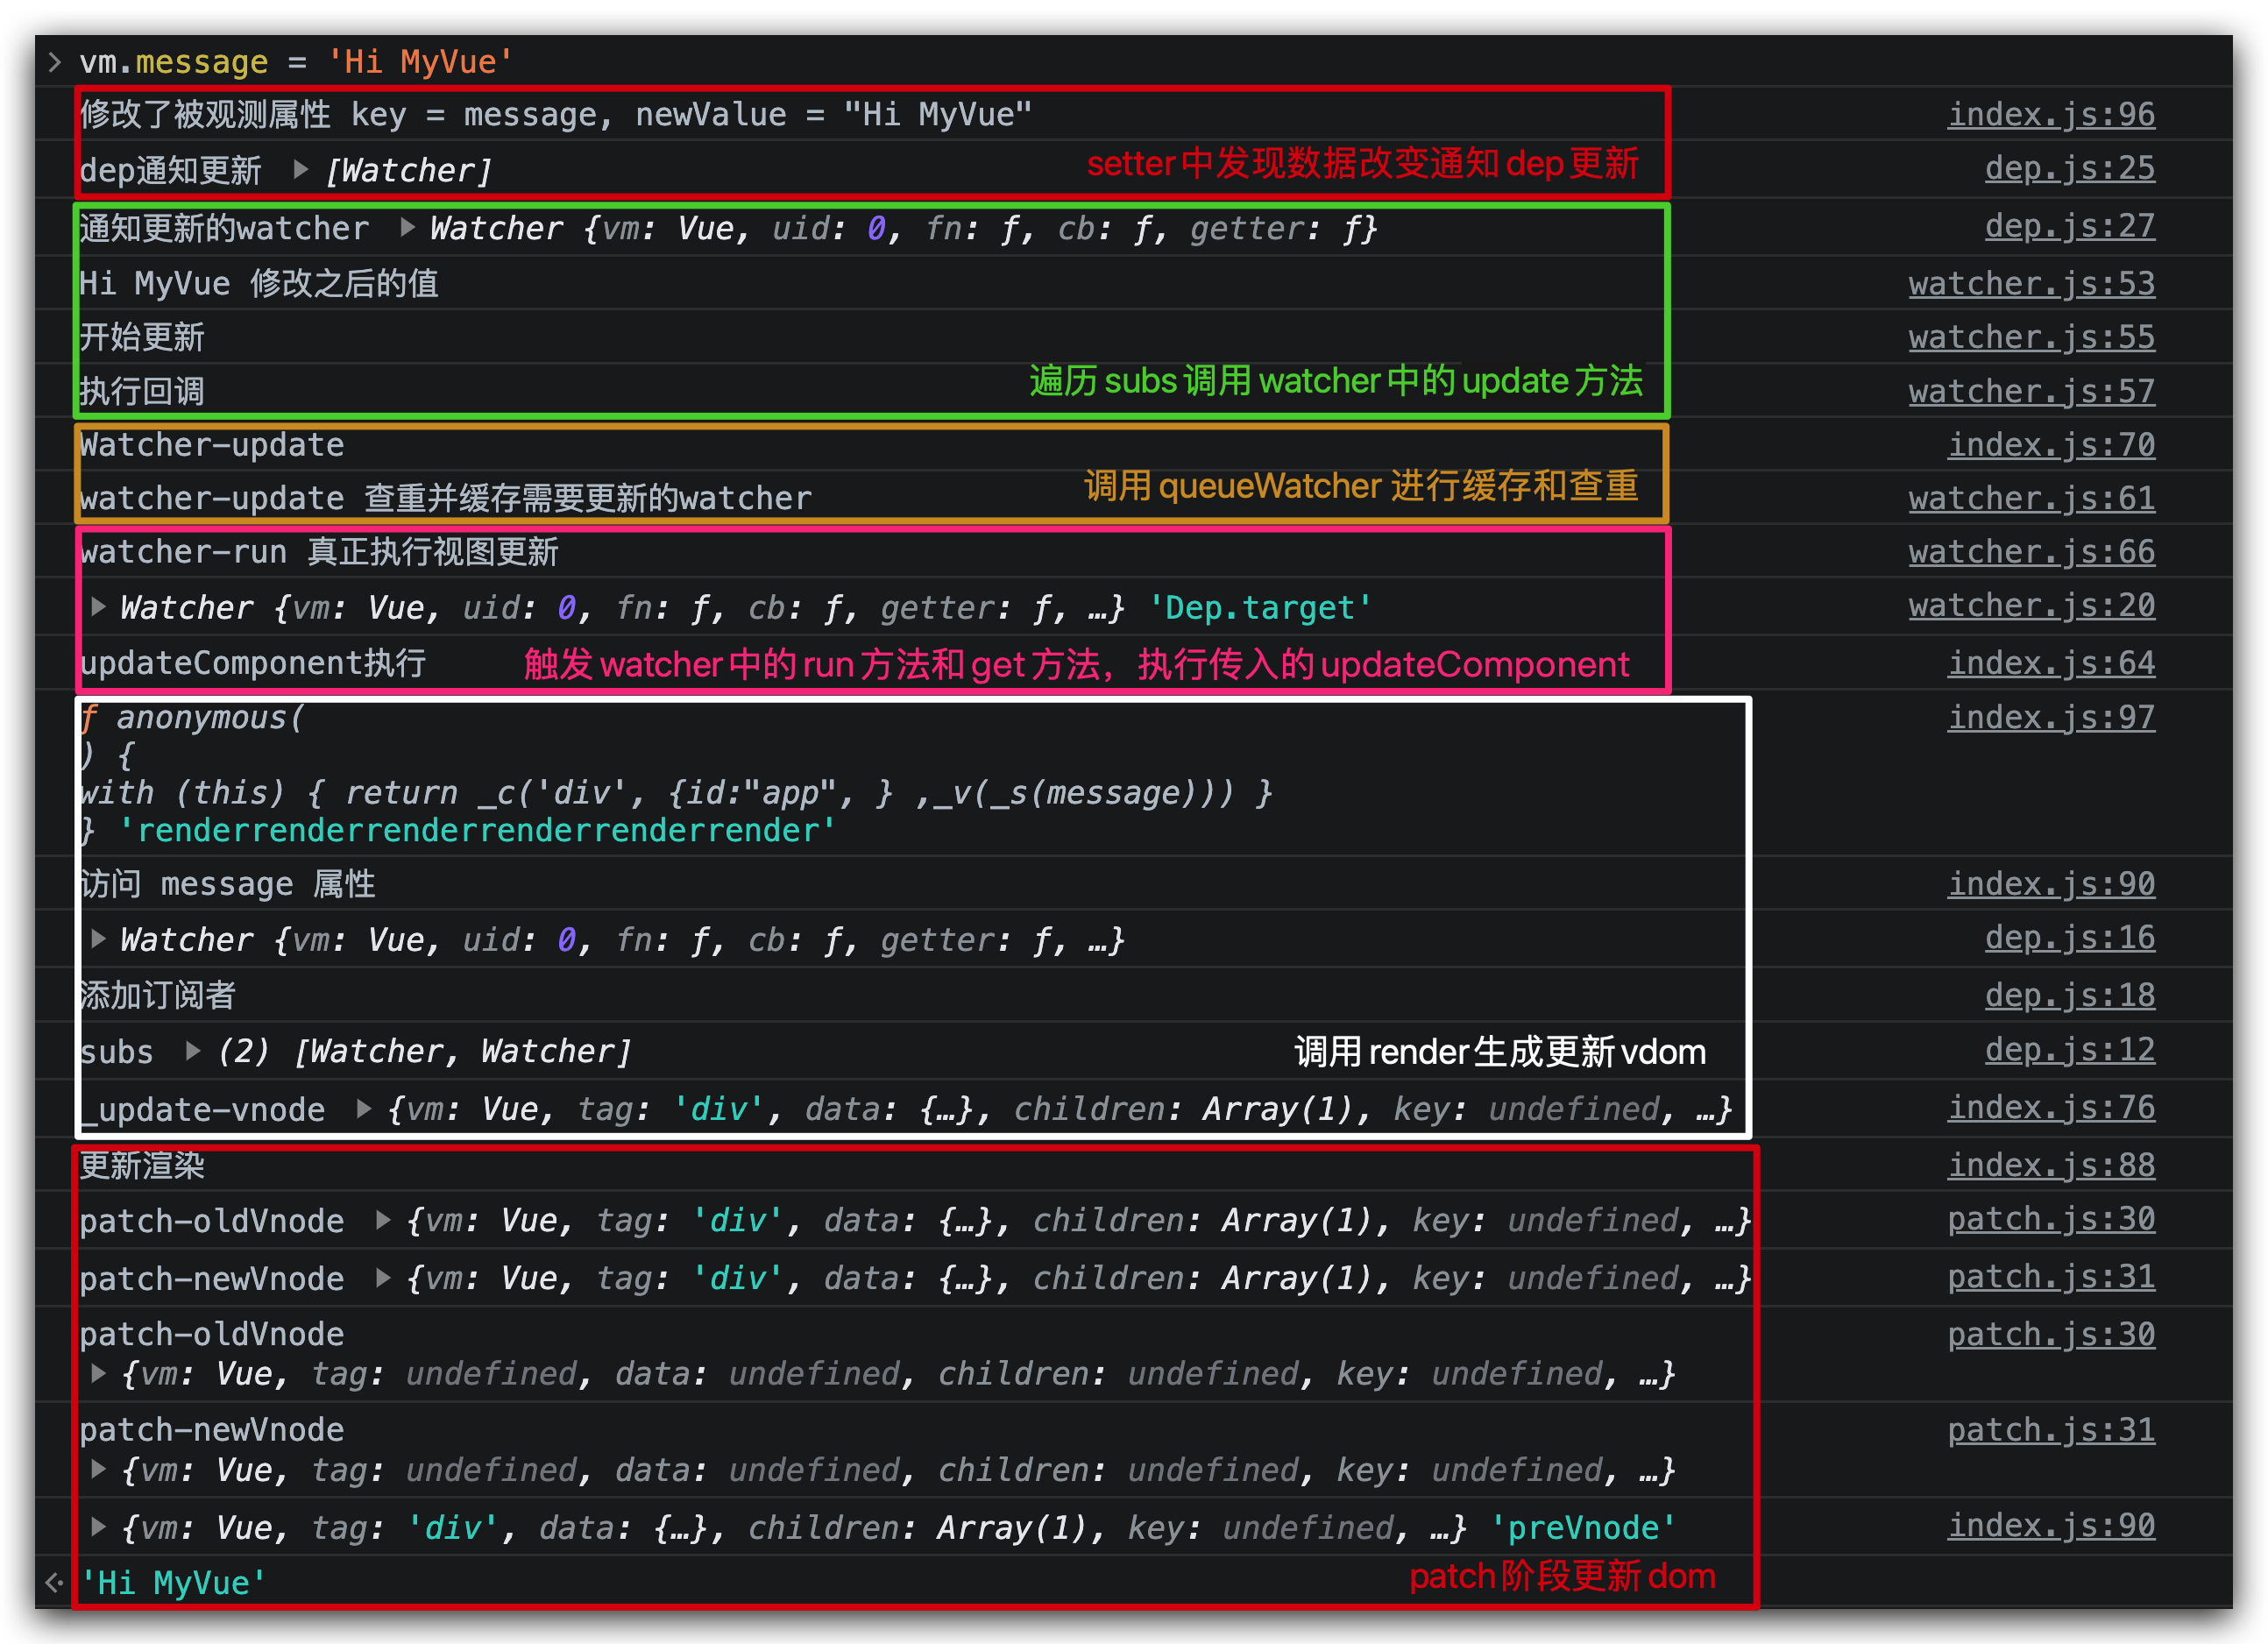 > vm.message = 'Hi MyVue'
修改了被观测属性 key = message, newValue = "Hi MyVue" index.js:96
dep通知更新 ▶ [Watcher] dep.js:25
setter中发现数据改变通知dep更新
通知更新的watcher ▶ Watcher {vm: Vue, uid: 0, fn: ƒ, cb: ƒ, getter: ƒ} dep.js:27
Hi MyVue 修改之后的值 watcher.js:53
开始更新 watcher.js:55
执行回调 watcher.js:57
遍历subs调用watcher中的update方法
Watcher-update index.js:70
watcher-update 查重并缓存需要更新的watcher watcher.js:61
调用queueWatcher进行缓存和查重
watcher-run 真正执行视图更新 watcher.js:66
▶ Watcher {vm: Vue, uid: 0, fn: ƒ, cb: ƒ, getter: ƒ, …} 'Dep.target' watcher.js:20
updateComponent执行 index.js:64
触发watcher中的run方法和get方法，执行传入的updateComponent
ƒ anonymous( index.js:97
) {
with (this) { return _c('div', {id:"app", } ,_v(_s(message))) }
} 'renderrenderrenderrenderrenderrender'
访问 message 属性 index.js:90
▶ Watcher {vm: Vue, uid: 0, fn: ƒ, cb: ƒ, getter: ƒ, …} dep.js:16
添加订阅者 dep.js:18
subs ▶ (2) [Watcher, Watcher] dep.js:12
调用render生成更新vdom
_update-vnode ▶ {vm: Vue, tag: 'div', data: {…}, children: Array(1), key: undefined, …} index.js:76
更新渲染 index.js:88
patch-oldVnode ▶ {vm: Vue, tag: 'div', data: {…}, children: Array(1), key: undefined, …} patch.js:30
patch-newVnode ▶ {vm: Vue, tag: 'div', data: {…}, children: Array(1), key: undefined, …} patch.js:31
patch-oldVnode patch.js:30
▶ {vm: Vue, tag: undefined, data: undefined, children: undefined, key: undefined, …}
patch-newVnode patch.js:31
▶ {vm: Vue, tag: undefined, data: undefined, children: undefined, key: undefined, …}
▶ {vm: Vue, tag: 'div', data: {…}, children: Array(1), key: undefined, …} 'preVnode' index.js:90
'Hi MyVue'
patch阶段更新dom